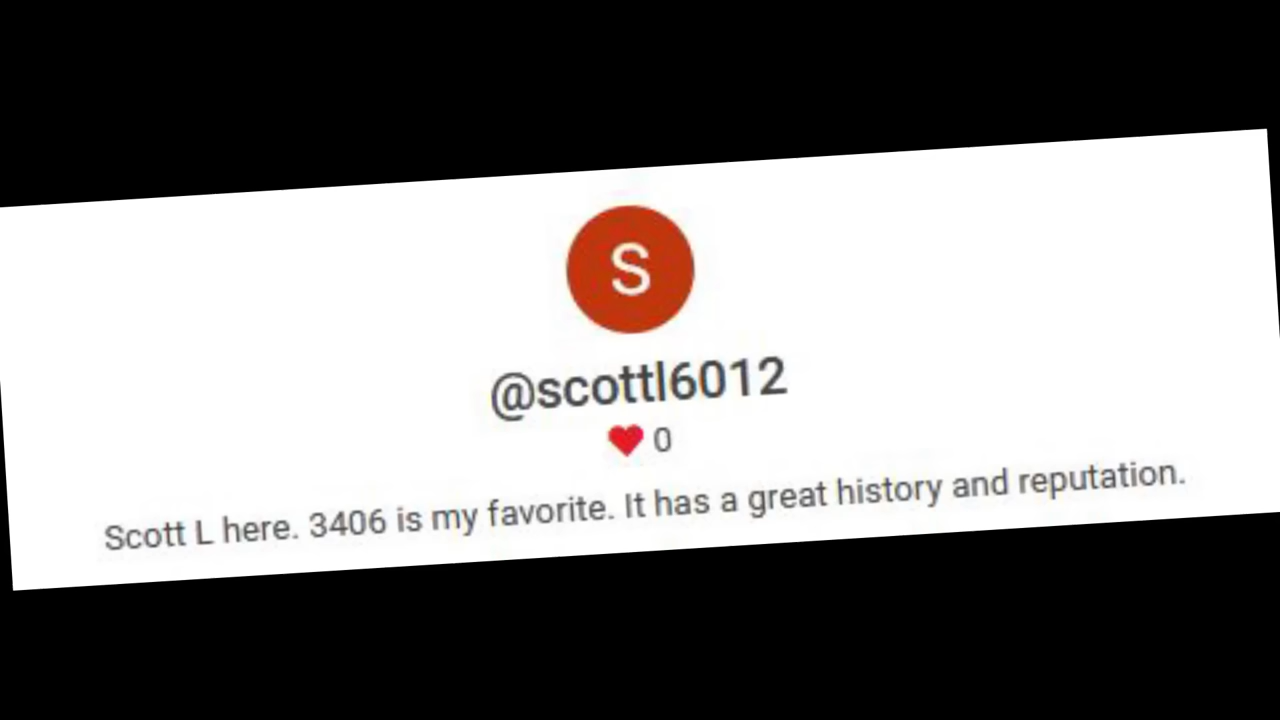 S
@scottl6012
❤ 0
Scott L here. 3406 is my favorite. It has a great history and reputation.